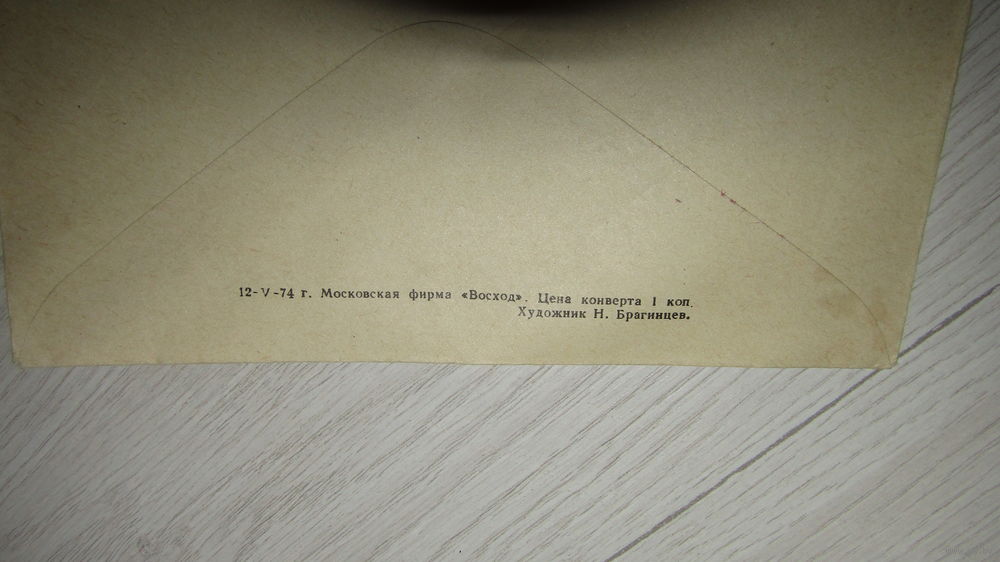 12-V-74 г. Московская фирма «Восход». Цена конверта 1 коп.
Художник Н. Брагинцев.